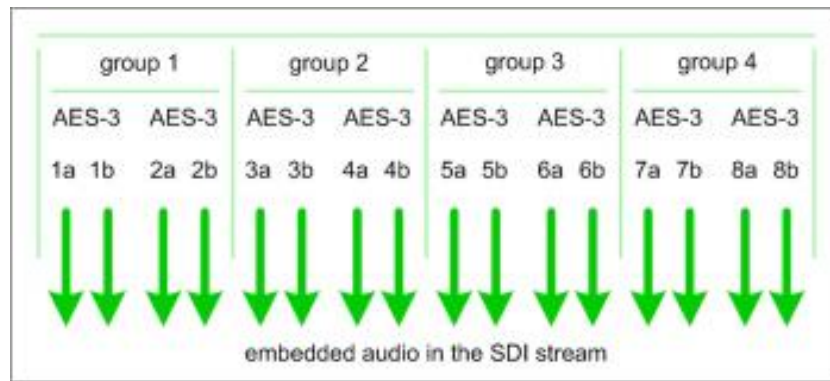 group 1 group 2 group 3 group 4
AES-3 AES-3 AES-3 AES-3 AES-3 AES-3 AES-3 AES-3
1a 1b 2a 2b 3a 3b 4a 4b 5a 5b 6a 6b 7a 7b 8a 8b
embedded audio in the SDI stream